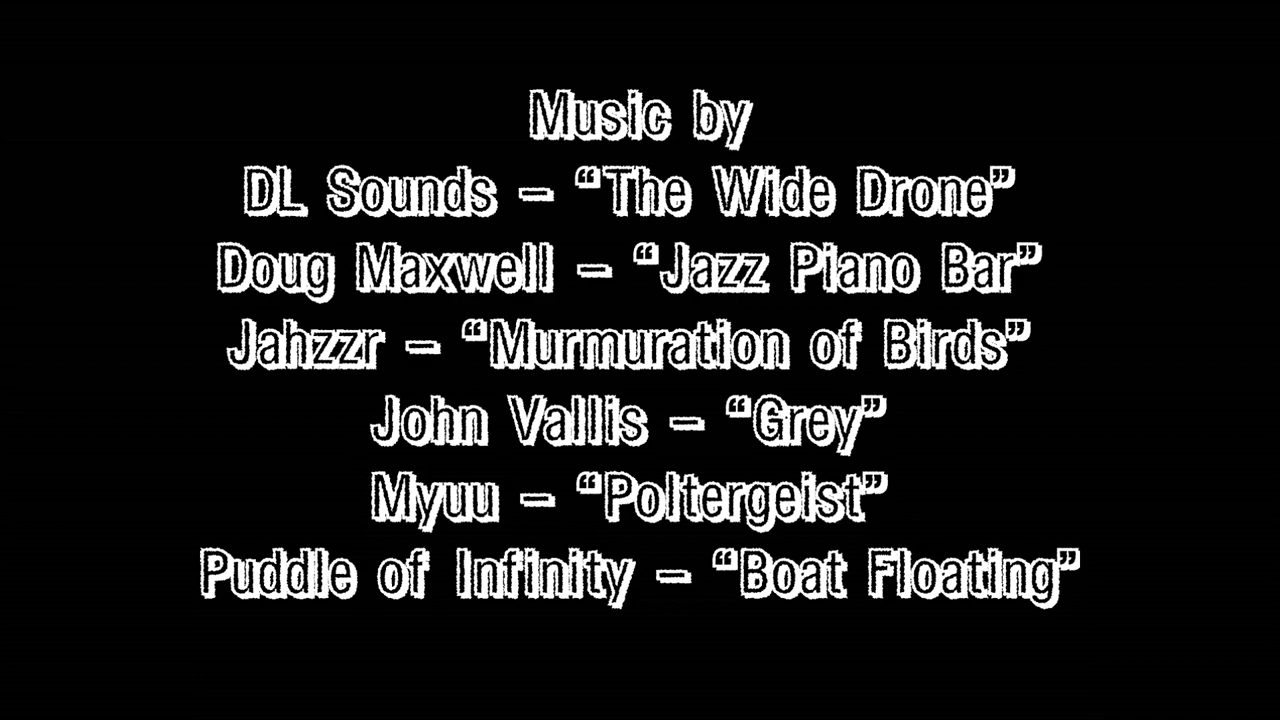 Music by
DL Sounds – “The Wide Drone”
Doug Maxwell – “Jazz Piano Bar”
Jahzzr – “Murmuration of Birds”
John Vallis – “Grey”
Myuu – “Poltergeist”
Puddle of Infinity – “Boat Floating”